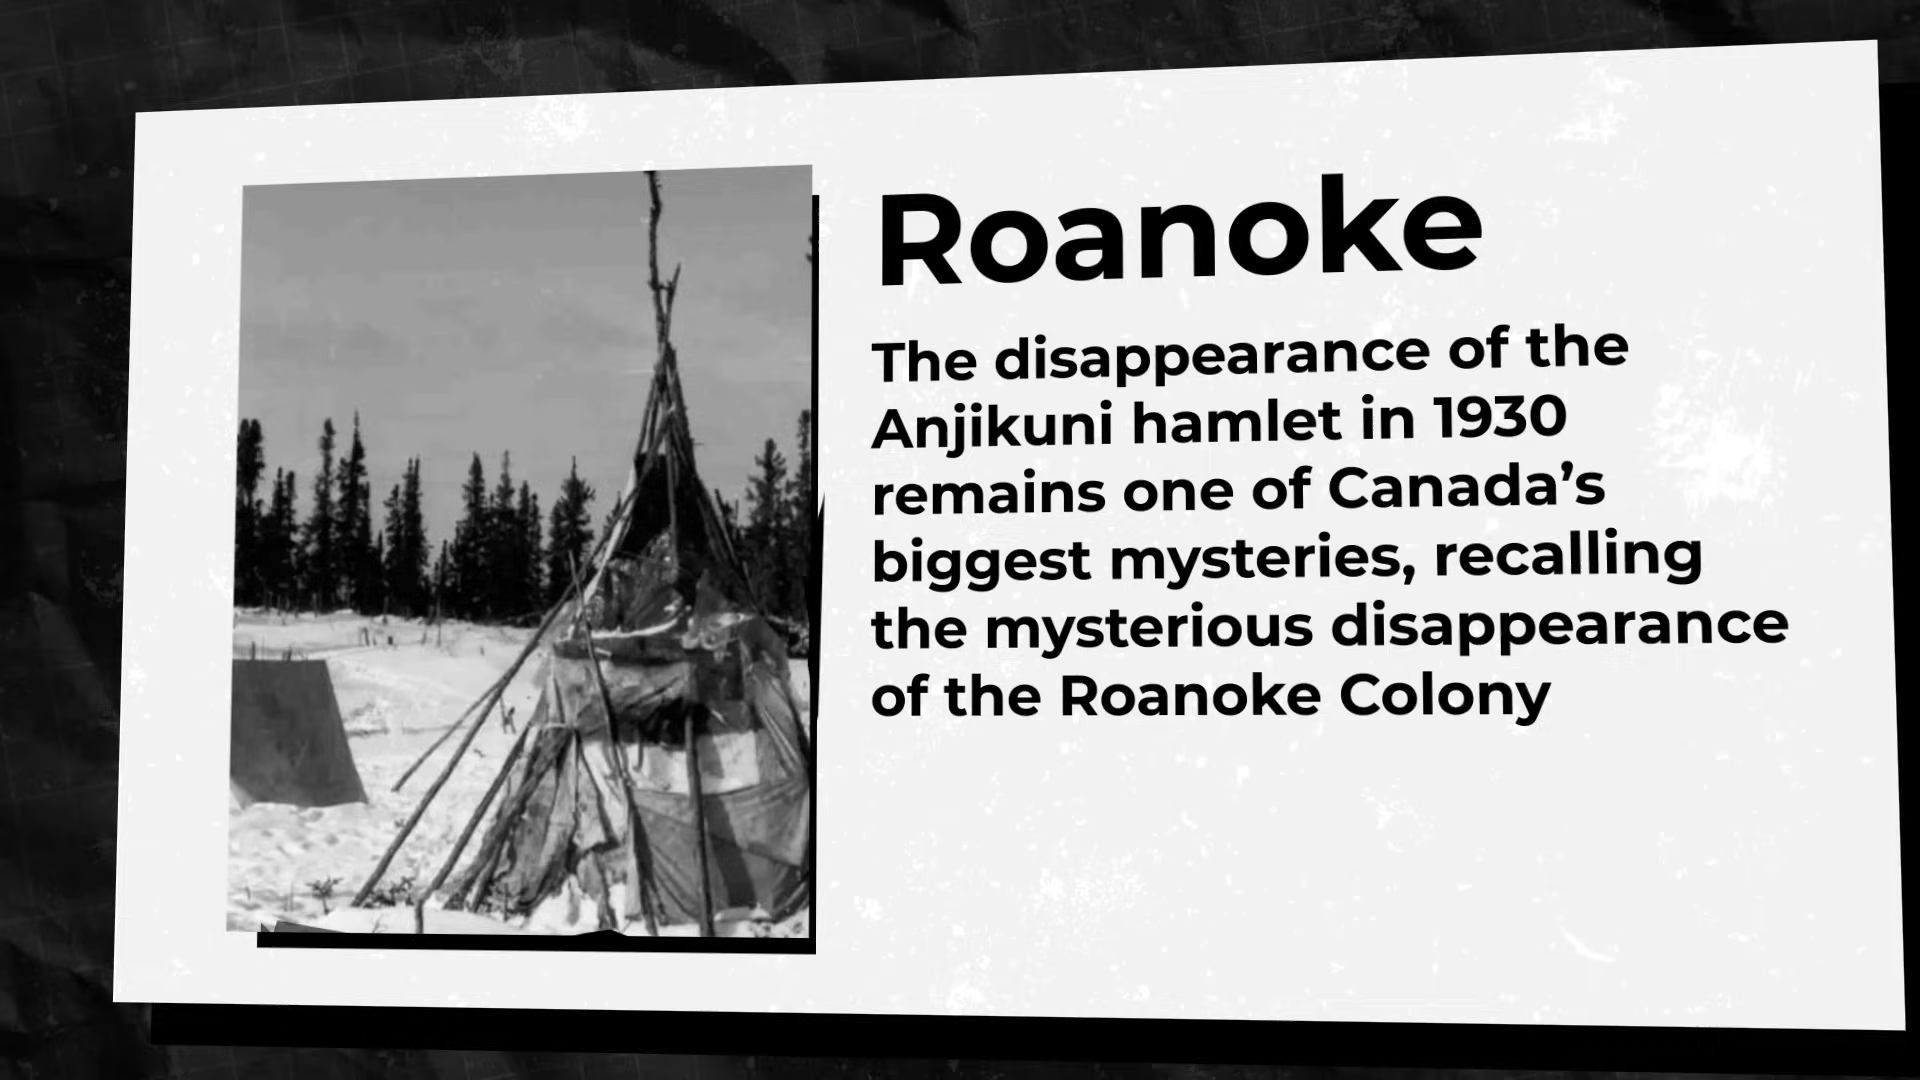 Roanoke
The disappearance of the
Anjikuni hamlet in 1930
remains one of Canada’s
biggest mysteries, recalling
the mysterious disappearance
of the Roanoke Colony